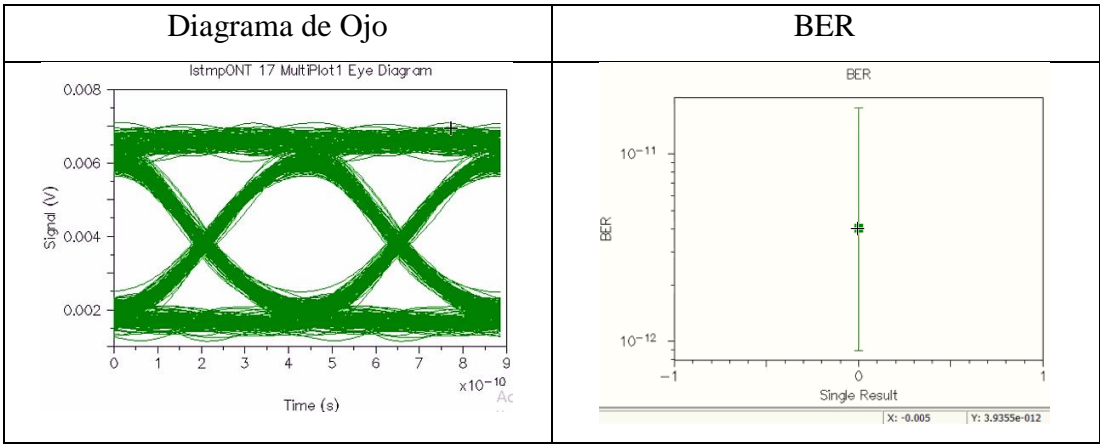 Diagrama de Ojo
BER
IstmpONT 17 MultiPlot1 Eye Diagram
0.008
0.006
0.004
0.002
Signal (V)
0 1 2 3 4 5 6 7 8 9
x10-10
Time (s)
BER
10-11
10-12
BER
-1 0 1
Single Result
X: -0.005 Y: 3.9355e-012